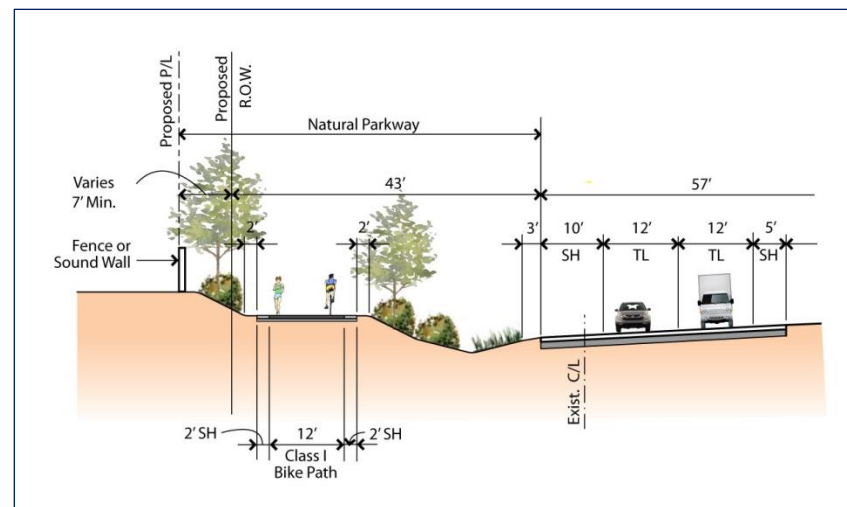 Proposed P/L
Proposed
R.O.W.
Natural Parkway
Varies
7' Min.
43'
57'
Fence or
Sound Wall
2'
2'
3'
10'
SH
12'
TL
12'
TL
5'
SH
Exist. C/L
2' SH
12'
2' SH
Class I
Bike Path